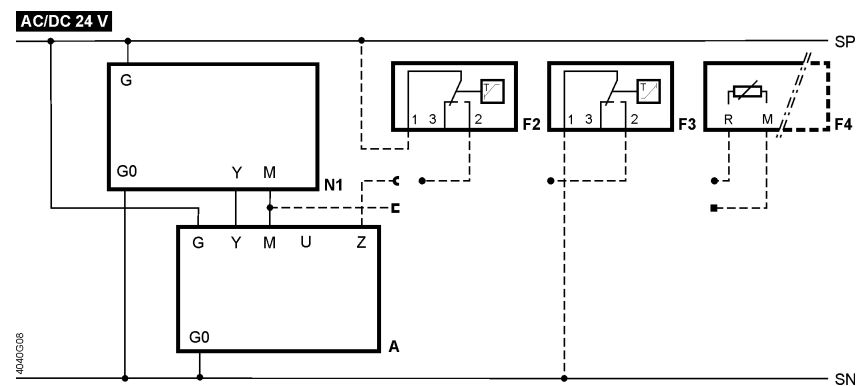 AC/DC 24 V
SP
G
G0 Y M
N1
T
1 3 2
F2
T
1 3 2
F3
R M
F4
G Y M U Z
G0
A
4040G08
SN